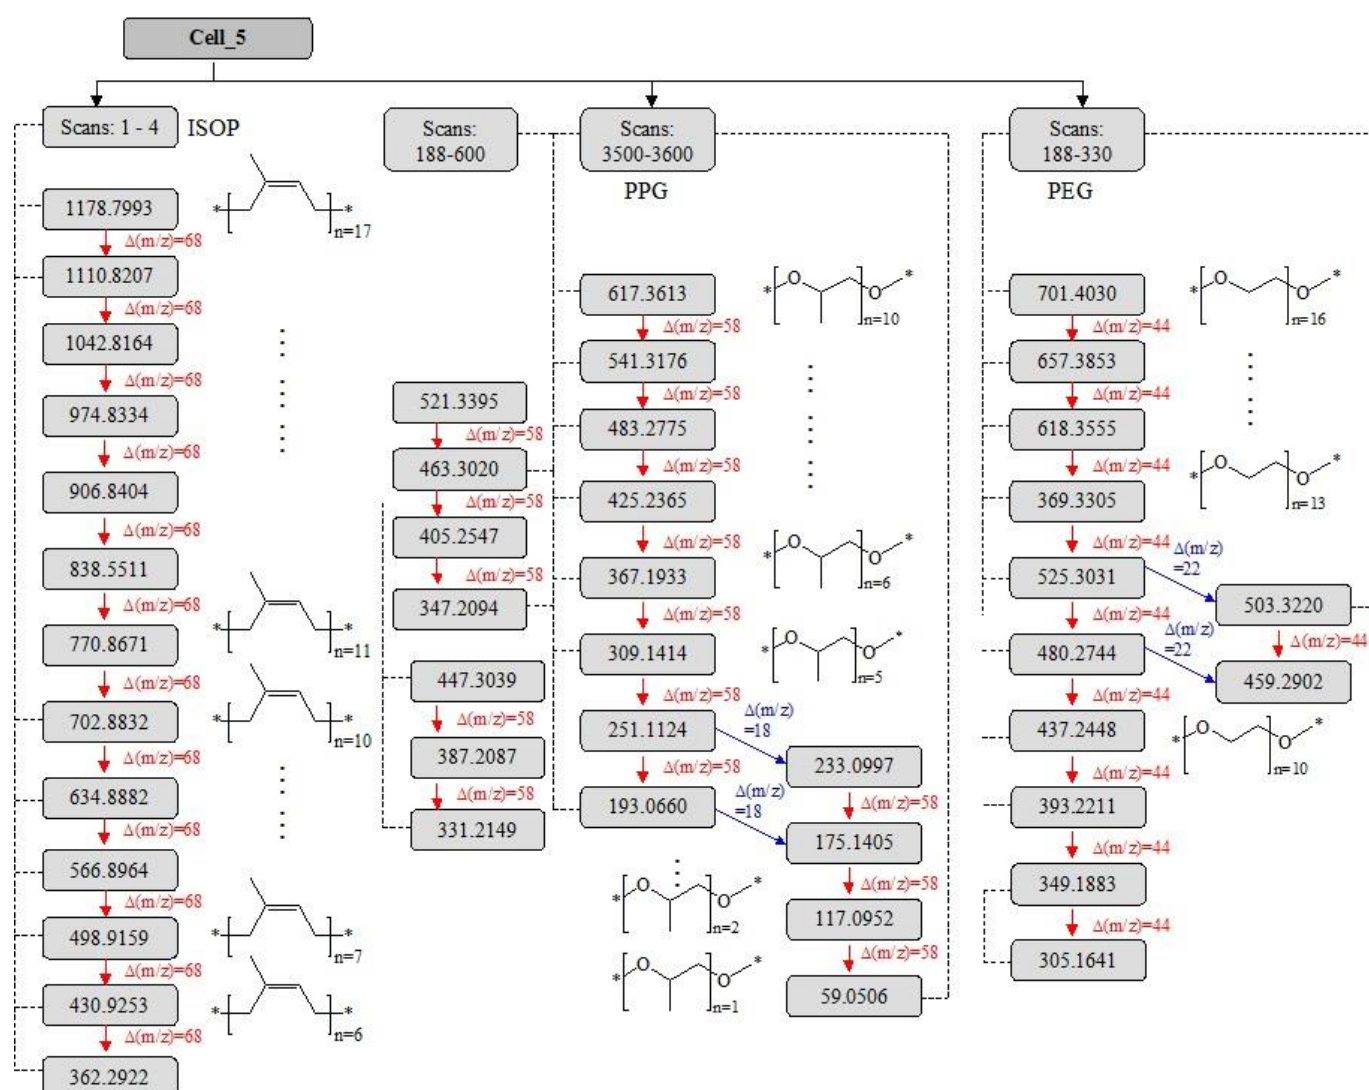 Cell_5
Scans: 1 - 4
ISOP
1178.7993
Δ(m/z)=68
1110.8207
Δ(m/z)=68
1042.8164
Δ(m/z)=68
974.8334
Δ(m/z)=68
906.8404
Δ(m/z)=68
838.5511
Δ(m/z)=68
770.8671
Δ(m/z)=68
702.8832
Δ(m/z)=68
634.8882
Δ(m/z)=68
566.8964
Δ(m/z)=68
498.9159
Δ(m/z)=68
430.9253
Δ(m/z)=68
362.2922
* * n=17
* * n=11
* * n=10
* * n=7
* * n=6
Scans:
188-600
521.3395
Δ(m/z)=58
463.3020
Δ(m/z)=58
405.2547
Δ(m/z)=58
347.2094
447.3039
Δ(m/z)=58
387.2087
Δ(m/z)=58
331.2149
Scans:
3500-3600
PPG
617.3613
Δ(m/z)=58
541.3176
Δ(m/z)=58
483.2775
Δ(m/z)=58
425.2365
Δ(m/z)=58
367.1933
Δ(m/z)=58
309.1414
Δ(m/z)=58
251.1124
Δ(m/z)=58
193.0660
Δ(m/z)
=18
Δ(m/z)
=18
233.0997
Δ(m/z)=58
175.1405
Δ(m/z)=58
117.0952
Δ(m/z)=58
59.0506
* O O * n=10
* O O * n=6
* O O * n=5
* O O * n=2
* O O * n=1
Scans:
188-330
PEG
701.4030
Δ(m/z)=44
657.3853
Δ(m/z)=44
618.3555
Δ(m/z)=44
369.3305
Δ(m/z)=44
525.3031
Δ(m/z)=44
480.2744
Δ(m/z)=44
437.2448
Δ(m/z)=44
393.2211
Δ(m/z)=44
349.1883
Δ(m/z)=44
305.1641
Δ(m/z)
=22
Δ(m/z)
=22
503.3220
Δ(m/z)=44
459.2902
* O O * n=16
* O O * n=13
* O O * n=10